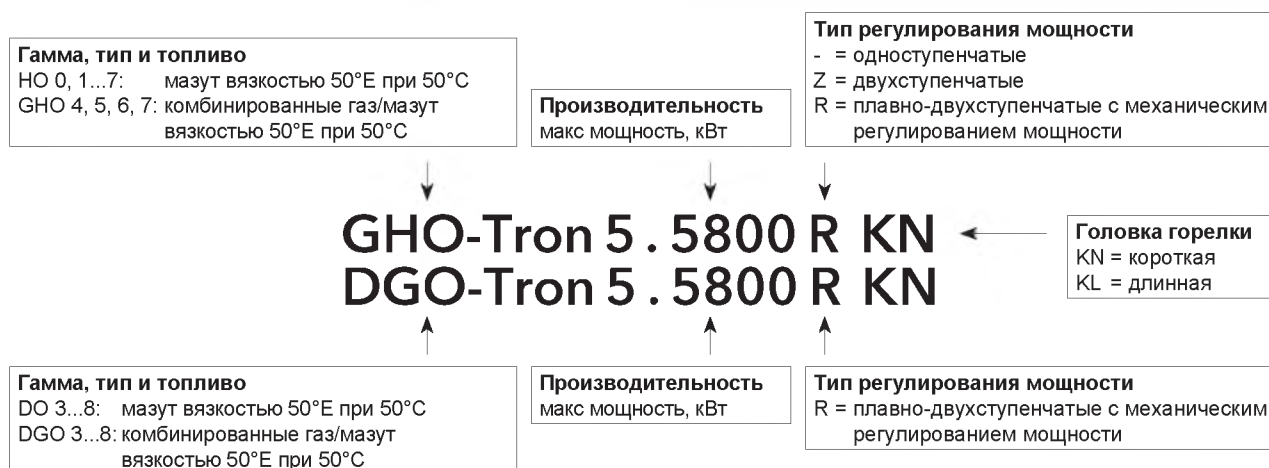 Гамма, тип и топливо
HO 0, 1...7: мазут вязкостью 50°E при 50°C
GHO 4, 5, 6, 7: комбинированные газ/мазут
вязкостью 50°E при 50°C
Производительность
макс мощность, кВт
Тип регулирования мощности
- = одноступенчатые
Z = двухступенчатые
R = плавно-двухступенчатые с механическим
регулированием мощности
GHO-Tron 5 . 5800 R KN
DGO-Tron 5 . 5800 R KN
Головка горелки
KN = короткая
KL = длинная
Гамма, тип и топливо
DO 3...8: мазут вязкостью 50°E при 50°C
DGO 3...8: комбинированные газ/мазут
вязкостью 50°E при 50°C
Производительность
макс мощность, кВт
Тип регулирования мощности
R = плавно-двухступенчатые с механическим
регулированием мощности